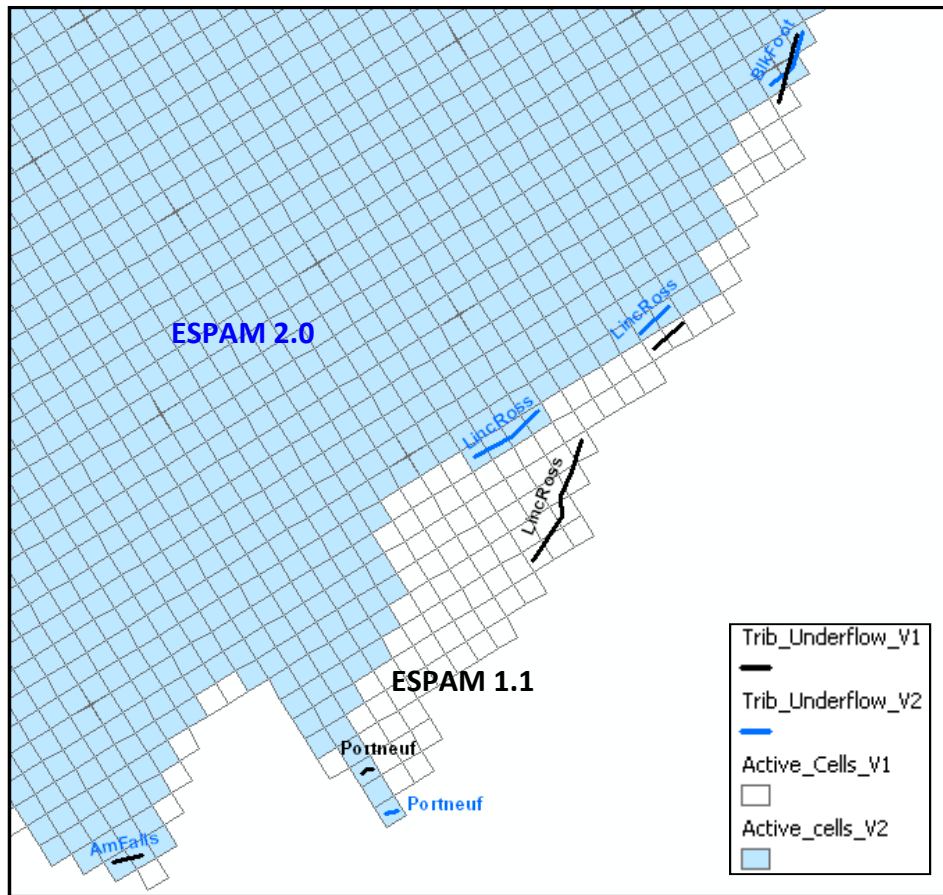 BlkFoot
LincRoss
ESPAM 2.0
LincRoss
LincRoss
ESPAM 1.1
Portneuf
Portneuf
AmFalls
Trib_Underflow_V1
Trib_Underflow_V2
Active_Cells_V1
Active_cells_V2